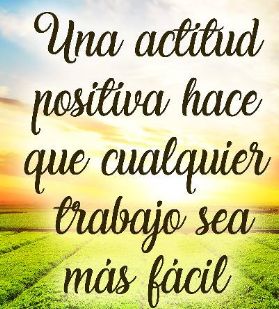 Una actitud
positiva hace
que cualquier
trabajo sea
más fácil